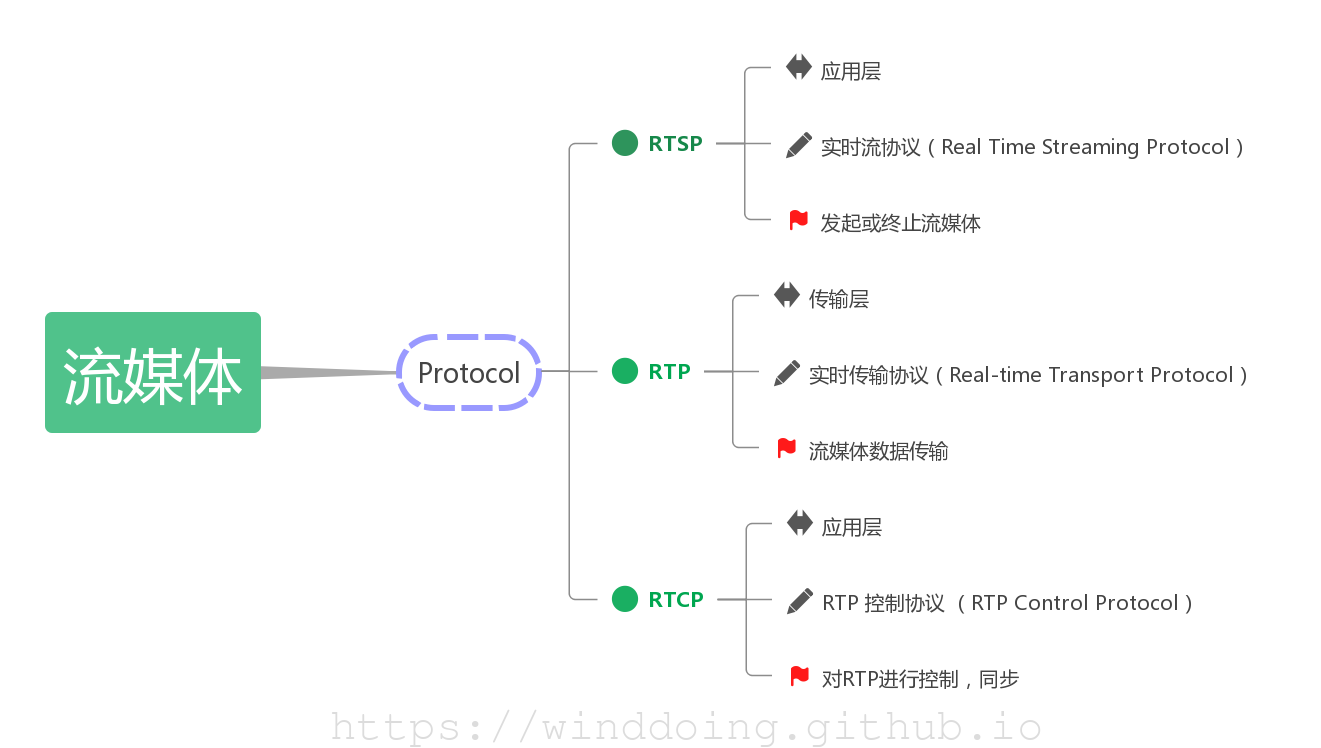 流媒体
Protocol
RTSP
应用层
实时流协议（Real Time Streaming Protocol）
发起或终止流媒体
RTP
传输层
实时传输协议（Real-time Transport Protocol）
流媒体数据传输
RTCP
应用层
RTP 控制协议 （RTP Control Protocol）
对RTP进行控制，同步
https://winddoing.github.io